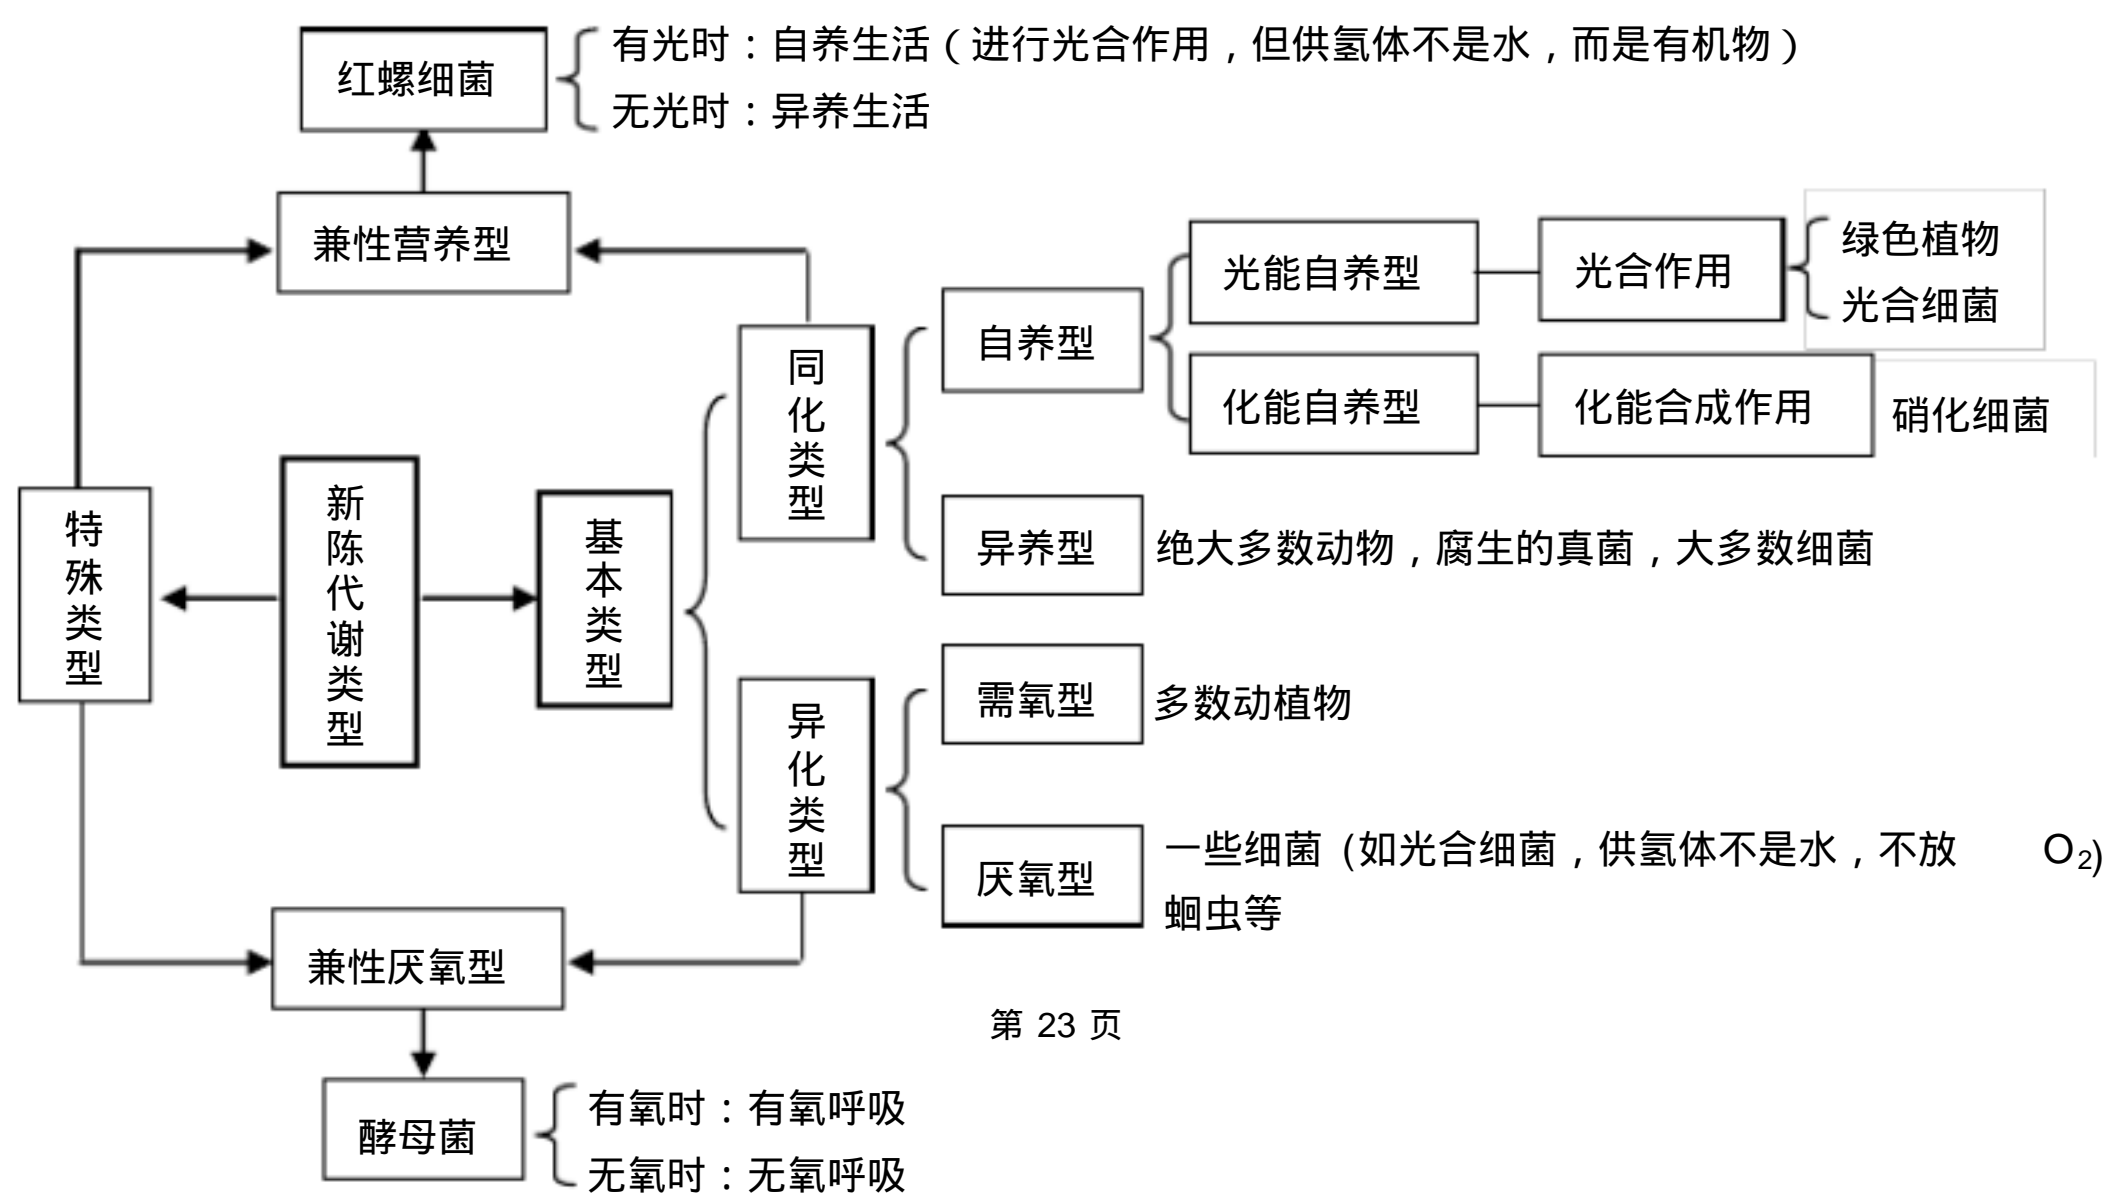 红螺细菌
有光时：自养生活（进行光合作用，但供氢体不是水，而是有机物）
无光时：异养生活
兼性营养型
特殊类型
新陈代谢类型
基本类型
同化类型
自养型
光能自养型
光合作用
绿色植物
光合细菌
化能自养型
化能合成作用
硝化细菌
异养型
绝大多数动物，腐生的真菌，大多数细菌
异化类型
需氧型
多数动植物
厌氧型
一些细菌 (如光合细菌，供氢体不是水，不放 O₂)
蛔虫等
兼性厌氧型
酵母菌
有氧时：有氧呼吸
无氧时：无氧呼吸
第 23 页